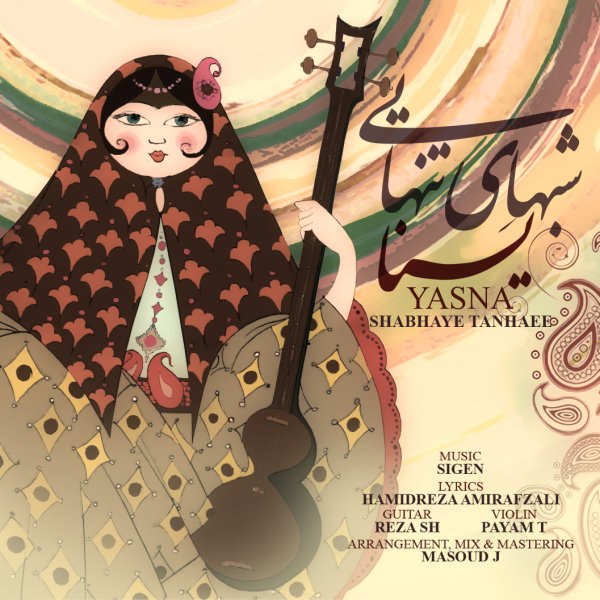 شبهای تنهایی
یسنا
YASNA
SHABHAYE TANHAEE
MUSIC
SIGEN
LYRICS
HAMIDREZA AMIRAFZALI
GUITAR VIOLIN
REZA SH PAYAM T
ARRANGEMENT, MIX & MASTERING
MASOUD J